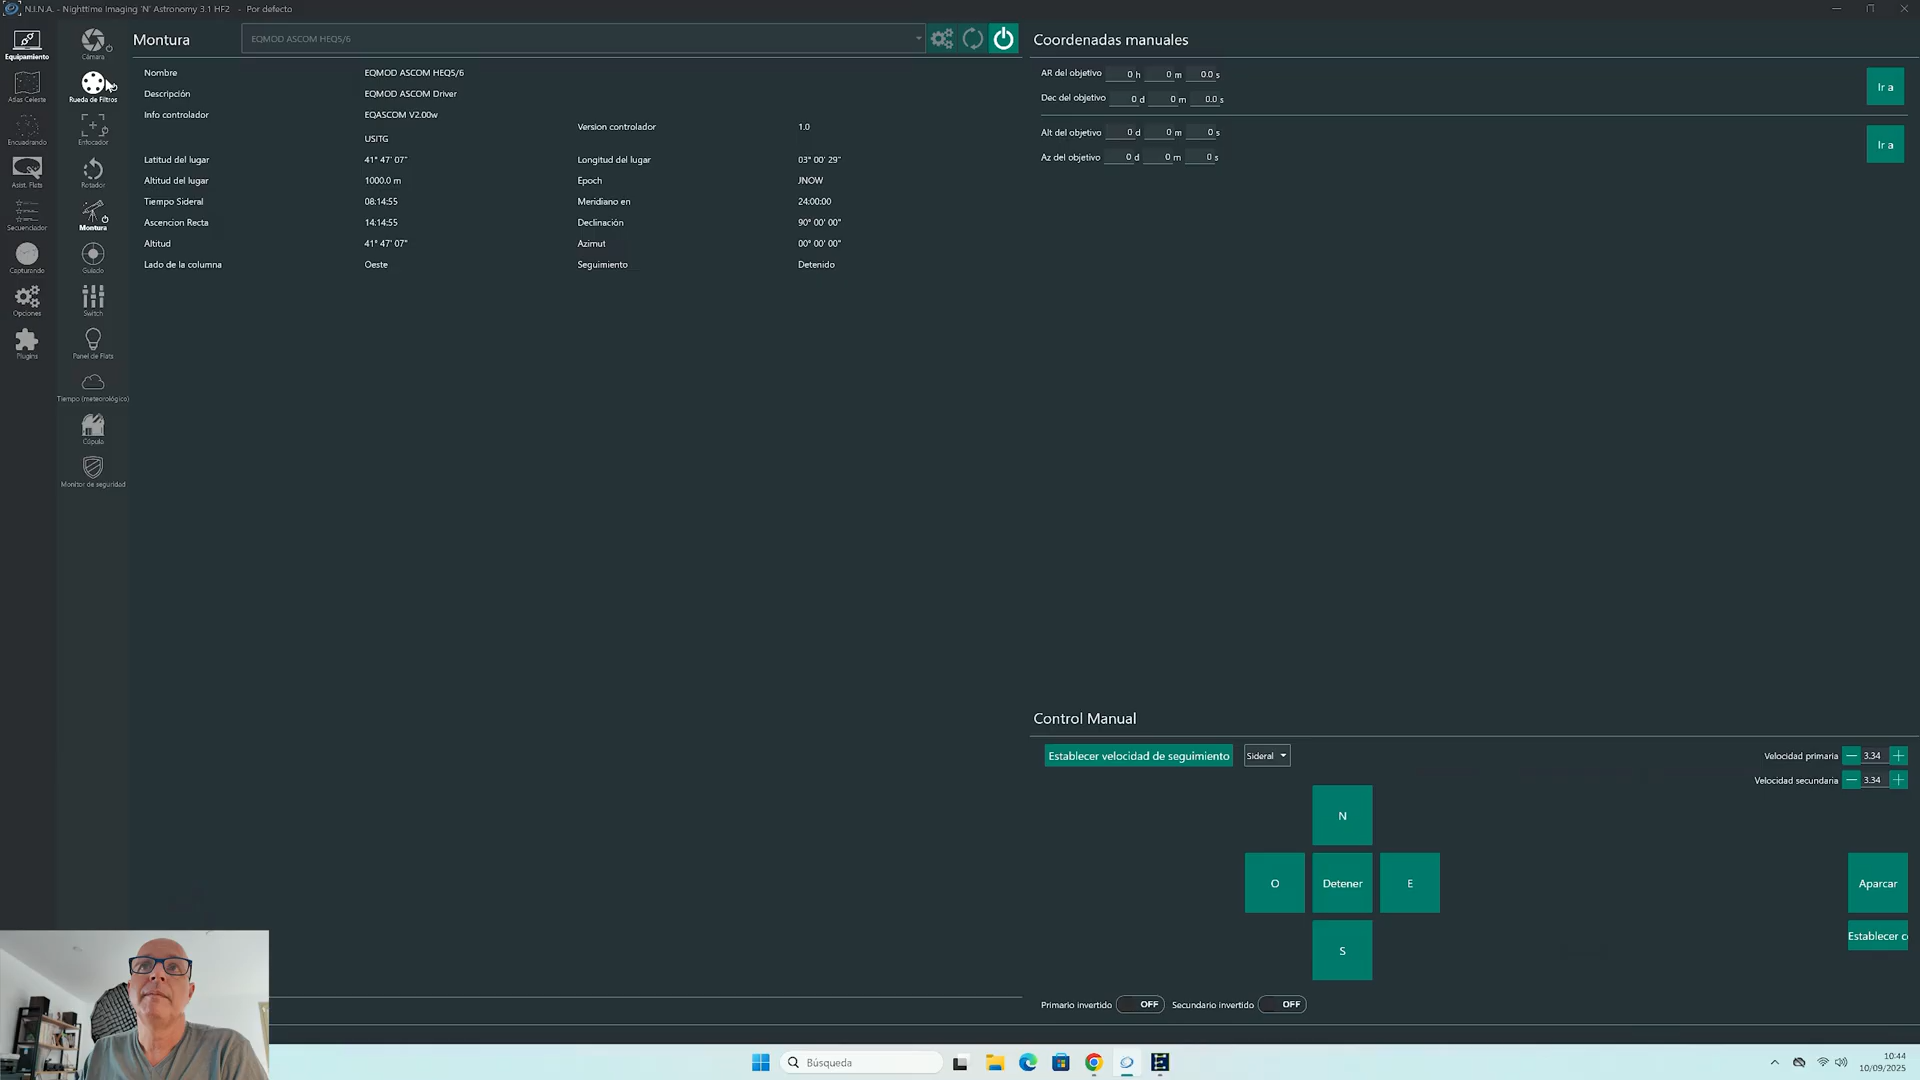 N.I.N.A. - Nighttime Imaging 'N' Astronomy 3.1 HF2 - Por defecto
Equipamiento
Atlas Celeste
Encuadrando
Asist. Flats
Secuenciador
Capturando
Opciones
Plugins
Cámara
Rueda de Filtros
Enfocador
Rotador
Montura
Guiado
Switch
Panel de Flats
Tiempo (meteorológico)
Cúpula
Monitor de seguridad
Montura
EQMOD ASCOM HEQ5/6
Nombre EQMOD ASCOM HEQ5/6
Descripción EQMOD ASCOM Driver
Info controlador EQASCOM V2.00w
USITG
Version controlador 1.0
Latitud del lugar 41° 47' 07" Longitud del lugar 03° 00' 29"
Altitud del lugar 1000.0 m Epoch JNOW
Tiempo Sideral 08:14:55 Meridiano en 24:00:00
Ascencion Recta 14:14:55 Declinación 90° 00' 00"
Altitud 41° 47' 07" Azimut 00° 00' 00"
Lado de la columna Oeste Seguimiento Detenido
Coordenadas manuales
AR del objetivo 0 h 0 m 0.0 s
Dec del objetivo 0 d 0 m 0.0 s
Ir a
Alt del objetivo 0 d 0 m 0 s
Az del objetivo 0 d 0 m 0 s
Ir a
Control Manual
Establecer velocidad de seguimiento Sideral
Velocidad primaria 3.34
Velocidad secundaria 3.34
N
O Detener E
S
Aparcar
Establecer c
Primario invertido OFF Secundario invertido OFF
Búsqueda
10:44
10/09/2025